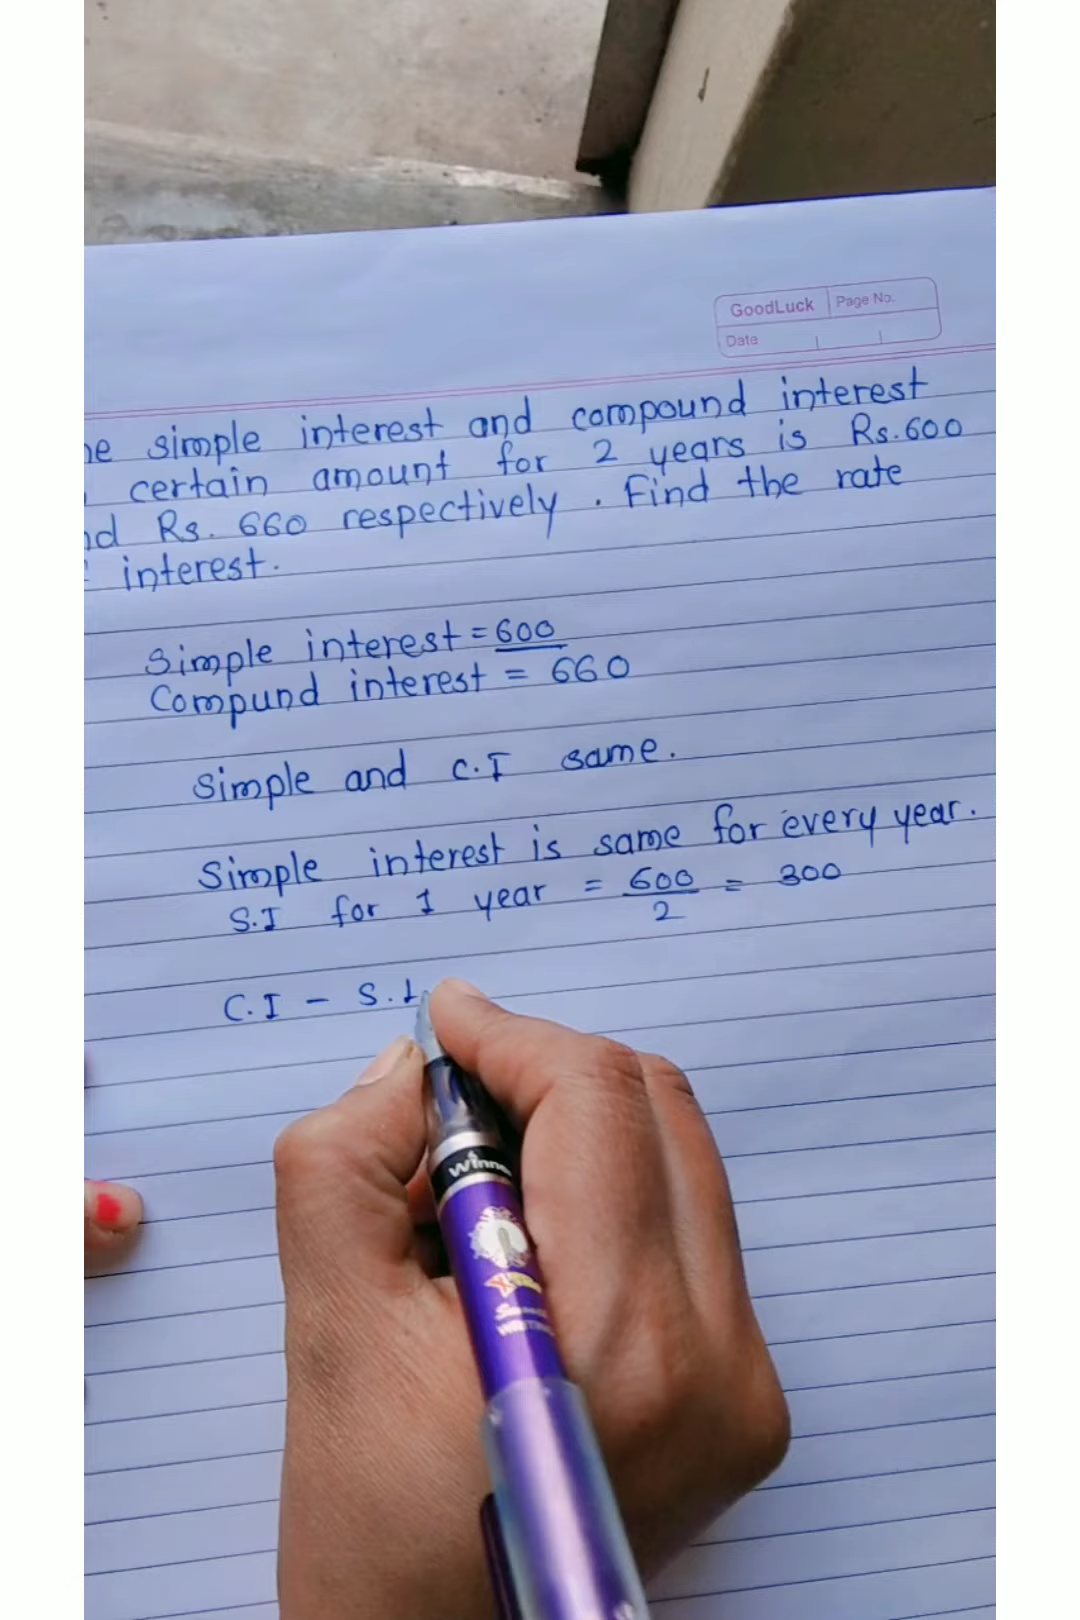 GoodLuck Page No.
Date
simple interest and compound interest
certain amount for 2 years is Rs.600
Rs. 660 respectively. Find the rate
interest.
Simple interest = 600
Compund interest = 660
Simple and C.I same.
Simple interest is same for every year.
S.I for 1 year = 600/2 = 300
C.I - S.I